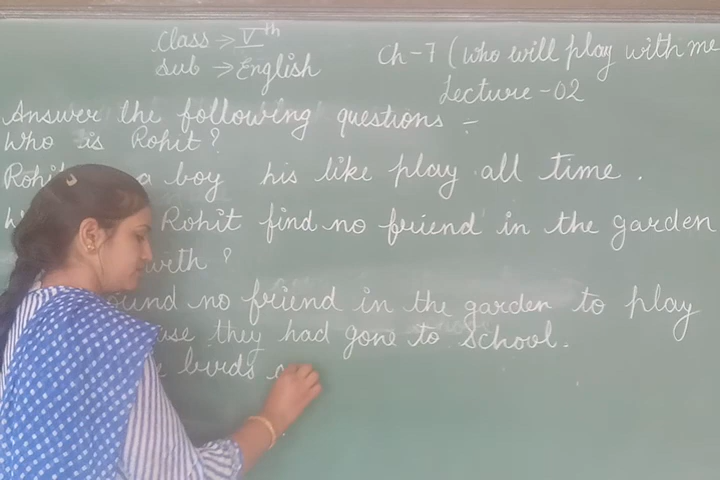 Class → Vth
Sub → English
Ch-7 (Who will play with me
Lecture-02
Answer the following questions :-
Who is Rohit?
Rohit a boy his like play all time.
Rohit find no friend in the garden
with?
found no friend in the garden to play
they had gone to School.
birds